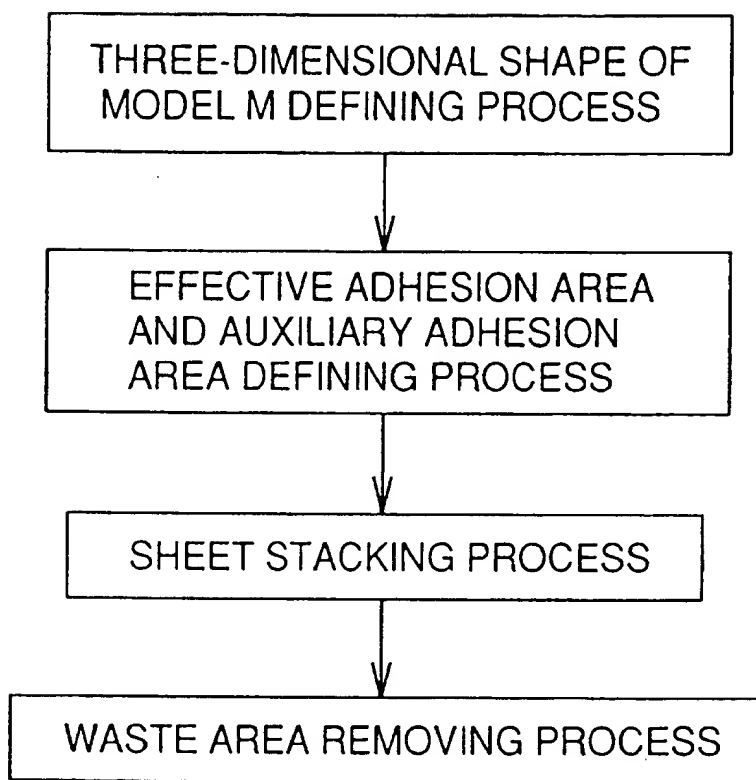 THREE-DIMENSIONAL SHAPE OF
MODEL M DEFINING PROCESS
EFFECTIVE ADHESION AREA
AND AUXILIARY ADHESION
AREA DEFINING PROCESS
SHEET STACKING PROCESS
WASTE AREA REMOVING PROCESS